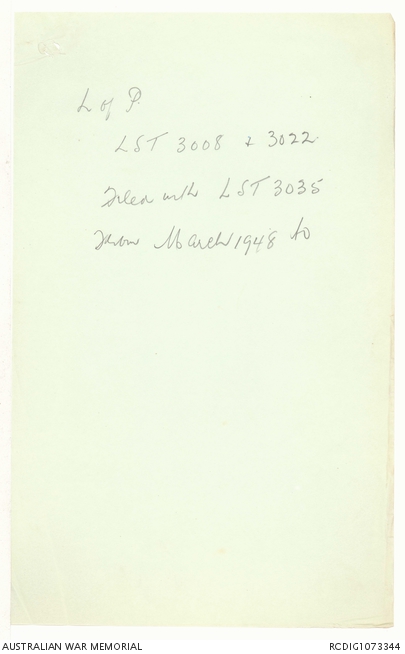 L of P.
LST 3008 & 3022
Filed with LST 3035
From March 1948 to
AUSTRALIAN WAR MEMORIAL
RCDIG1073344